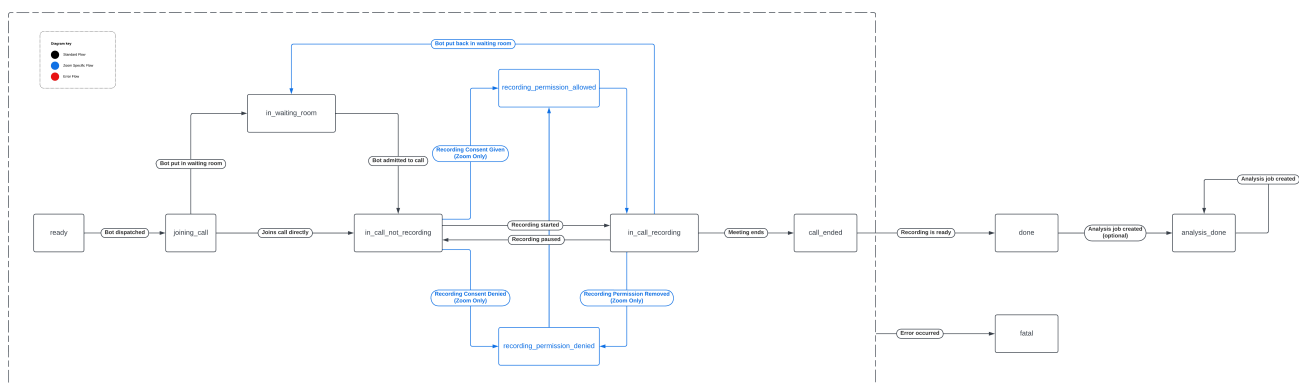 Diagram Key
Standard Flow
Zoom Specific Flow
Error Flow
Bot put back in waiting room
recording_permission_allowed
in_waiting_room
Recording Consent Given
(Zoom Only)
Bot put in waiting room
Bot admitted to call
Analysis job created
ready
Bot dispatched
joining_call
Joins call directly
in_call_not_recording
Recording started
Recording paused
in_call_recording
Meeting ends
call_ended
Recording is ready
done
Analysis job created
(optional)
analysis_done
Recording Consent Denied
(Zoom Only)
Recording Permission Removed
(Zoom Only)
recording_permission_denied
Error occurred
fatal